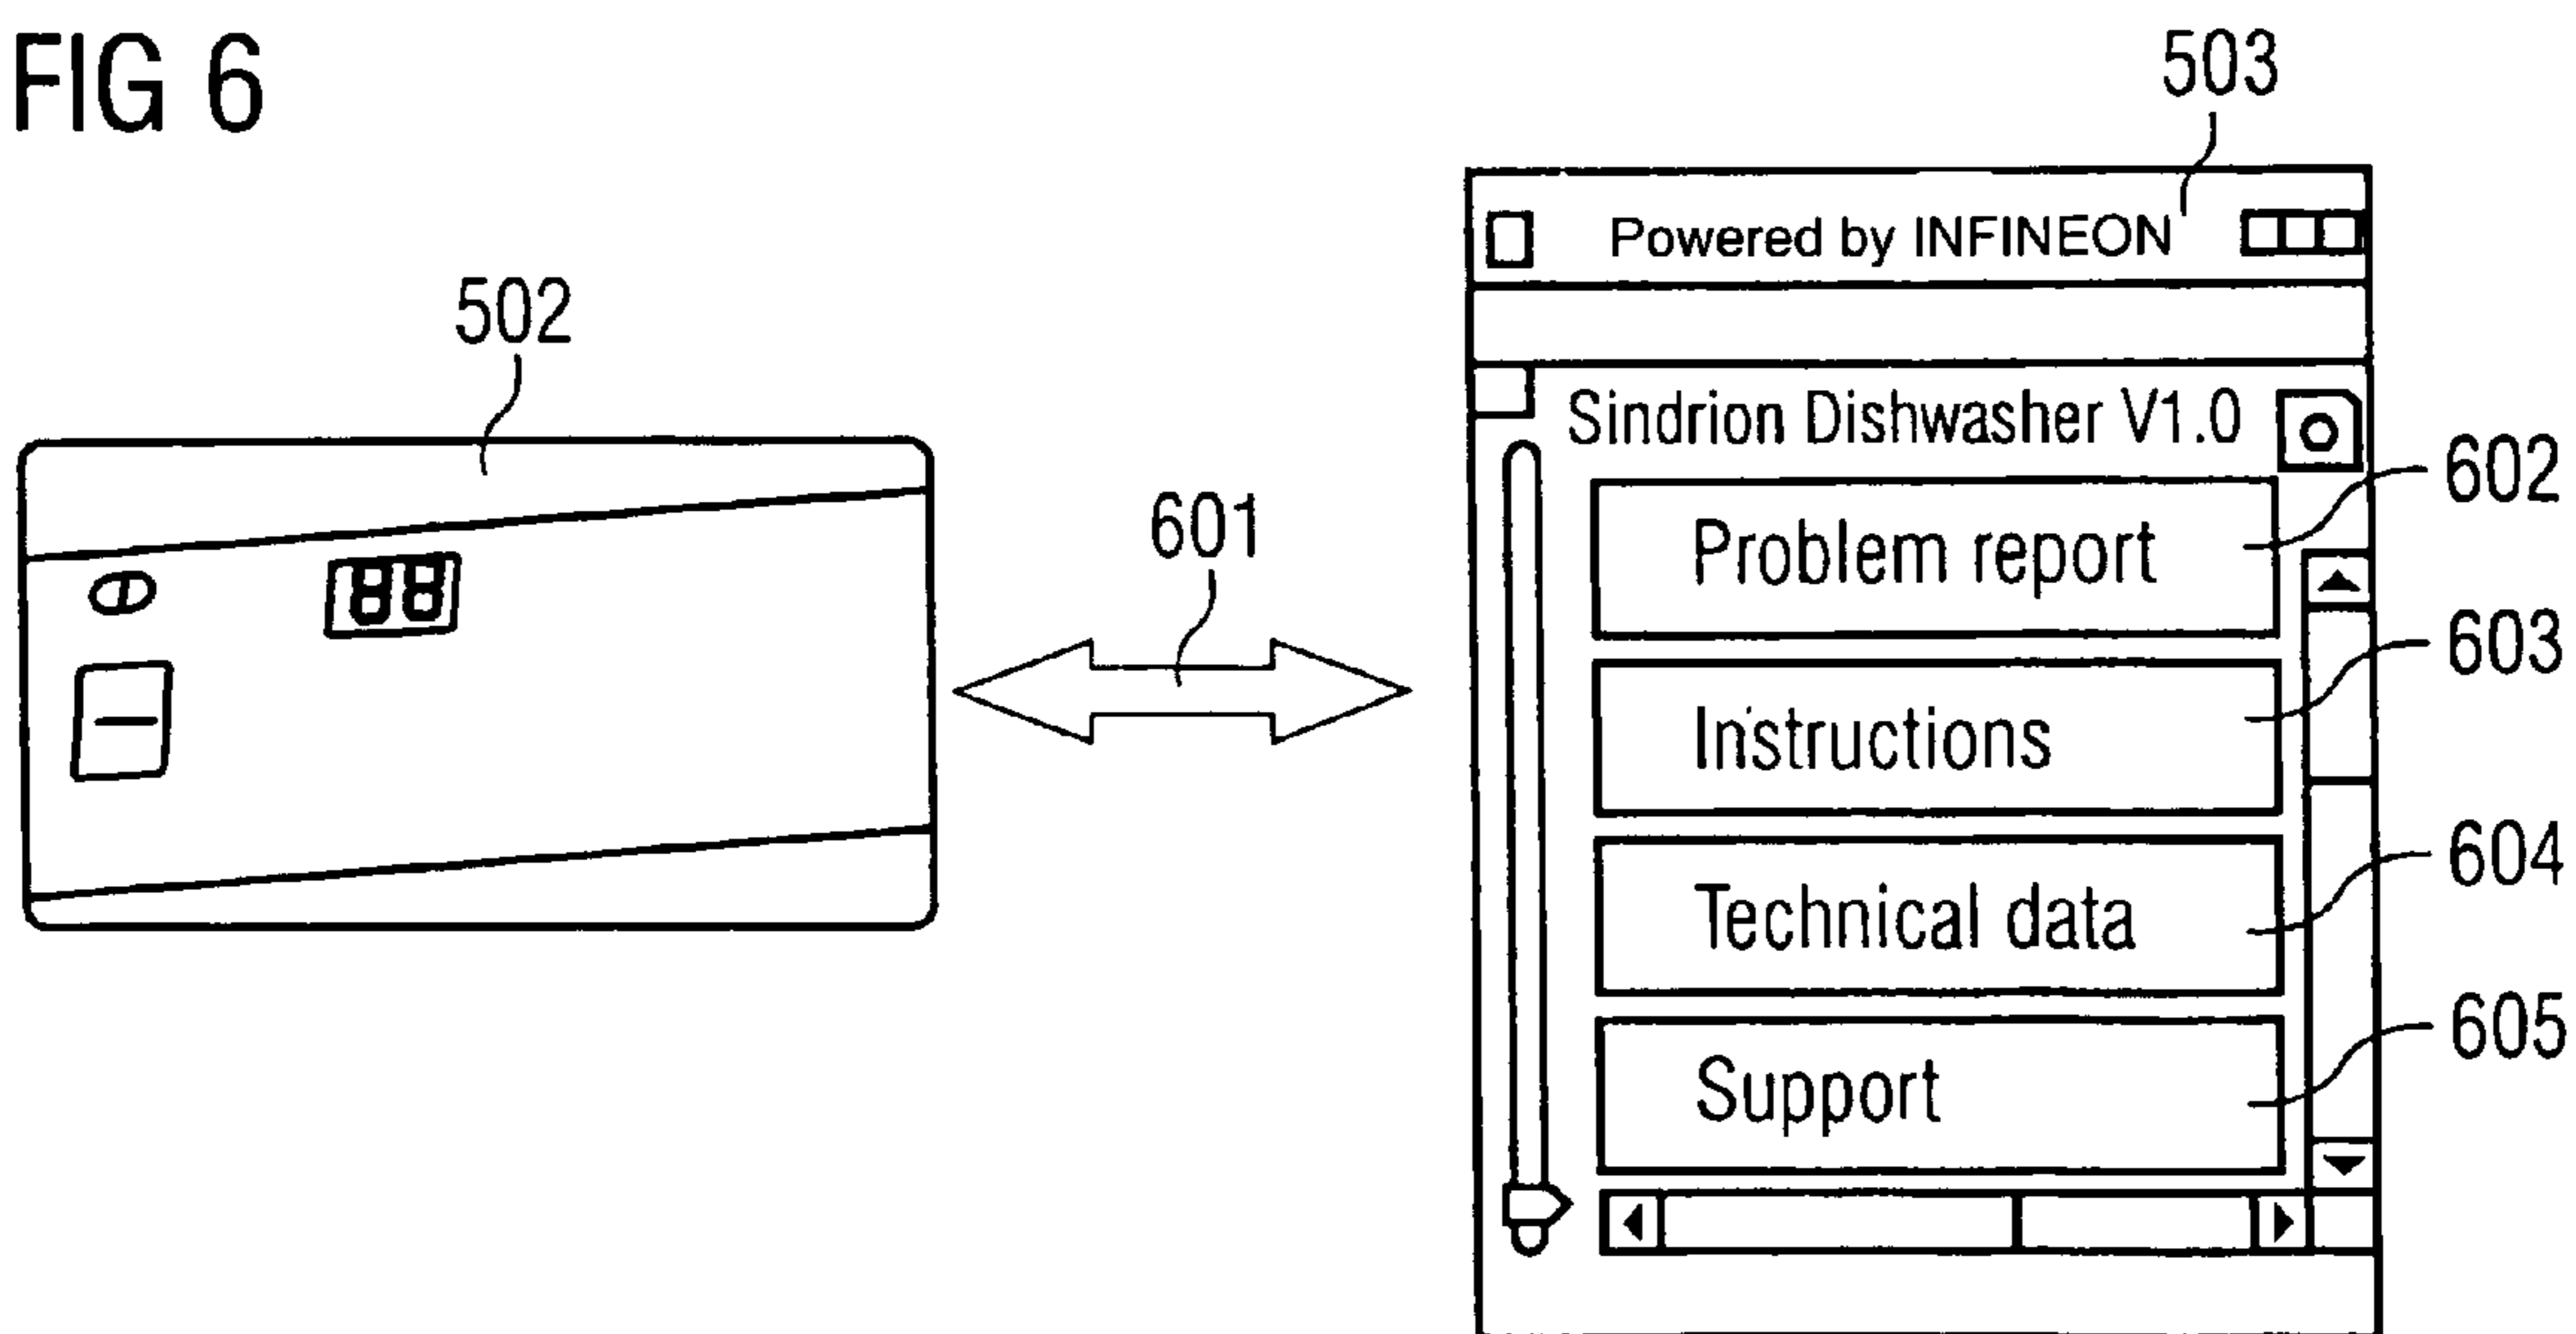 FIG 6
503
Powered by INFINEON
502
Sindrion Dishwasher V1.0
602
Problem report
601
88
603
Instructions
604
Technical data
605
Support